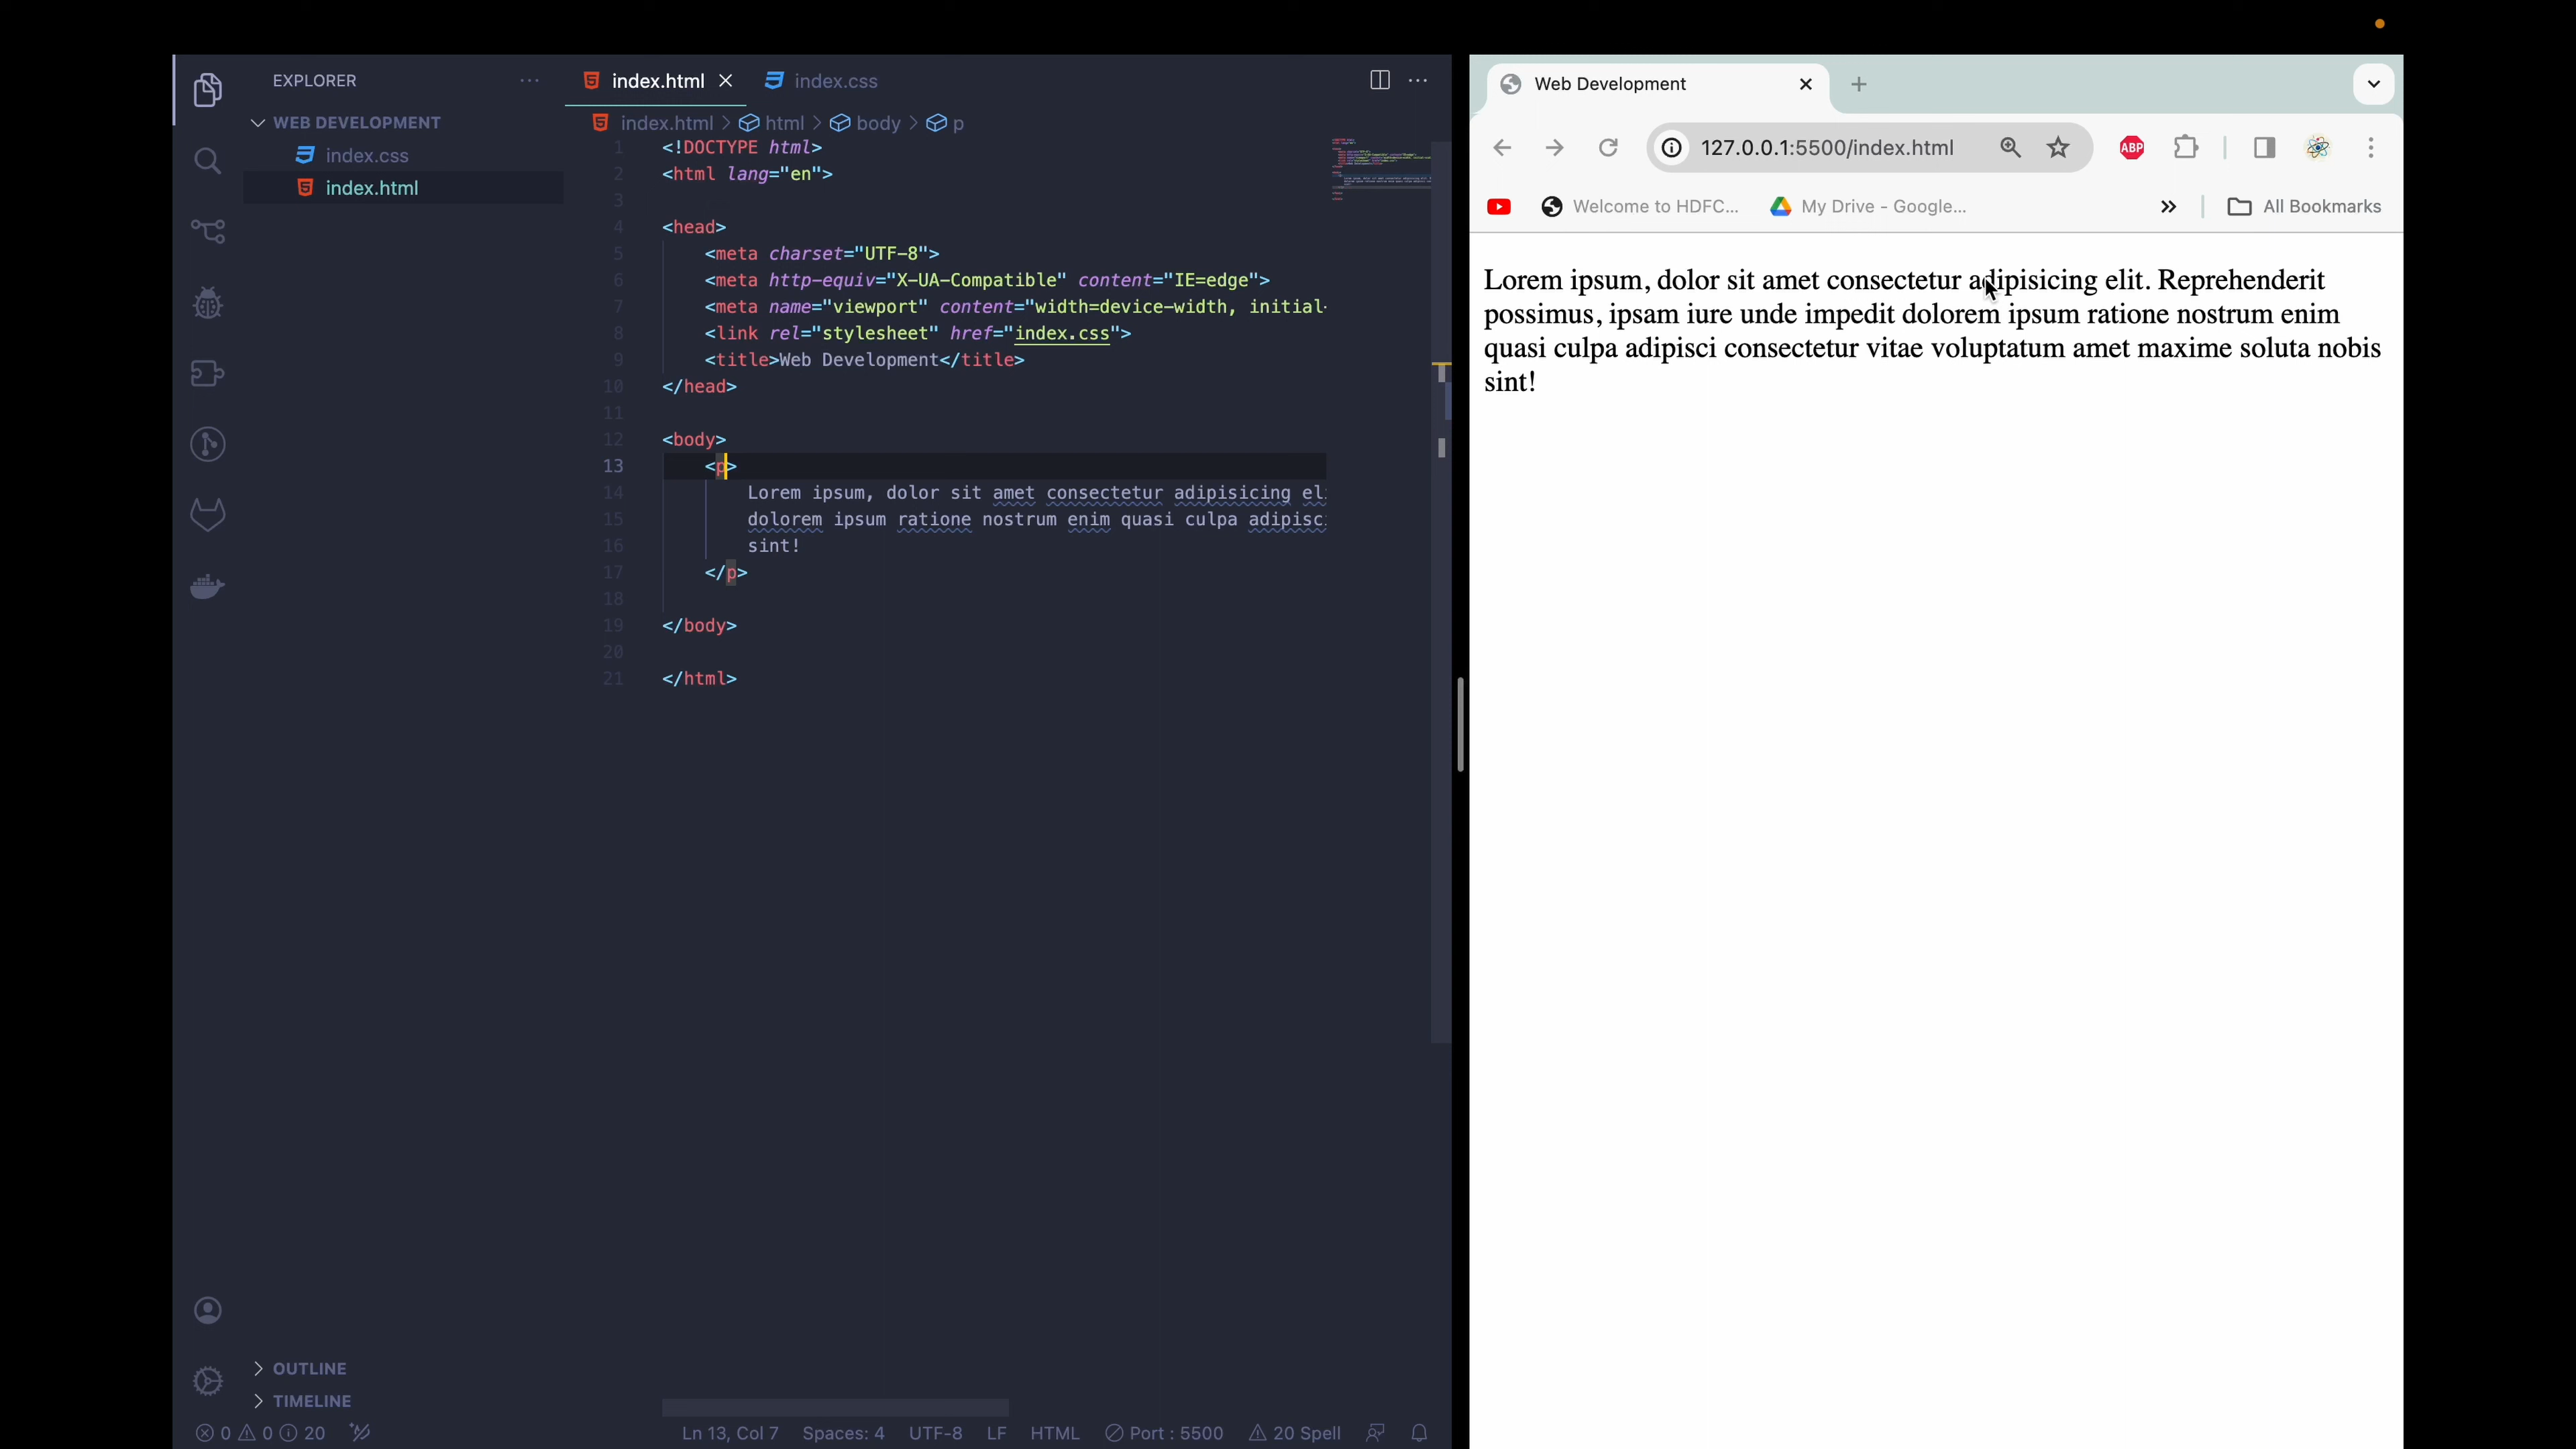 EXPLORER
WEB DEVELOPMENT
index.css
index.html
OUTLINE
TIMELINE
index.html
index.css
index.html > html > body > p
1 <!DOCTYPE html>
2 <html lang="en">
3
4 <head>
5 <meta charset="UTF-8">
6 <meta http-equiv="X-UA-Compatible" content="IE=edge">
7 <meta name="viewport" content="width=device-width, initial-
8 <link rel="stylesheet" href="index.css">
9 <title>Web Development</title>
10 </head>
11
12 <body>
13 <p>
14 Lorem ipsum, dolor sit amet consectetur adipisicing eli
15 dolorem ipsum ratione nostrum enim quasi culpa adipisc
16 sint!
17 </p>
18
19 </body>
20
21 </html>
0 0 20
Ln 13, Col 7 Spaces: 4 UTF-8 LF HTML Port : 5500 20 Spell
Web Development
127.0.0.1:5500/index.html
ABP
Welcome to HDFC... My Drive - Google... » All Bookmarks
Lorem ipsum, dolor sit amet consectetur adipisicing elit. Reprehenderit
possimus, ipsam iure unde impedit dolorem ipsum ratione nostrum enim
quasi culpa adipisci consectetur vitae voluptatum amet maxime soluta nobis
sint!